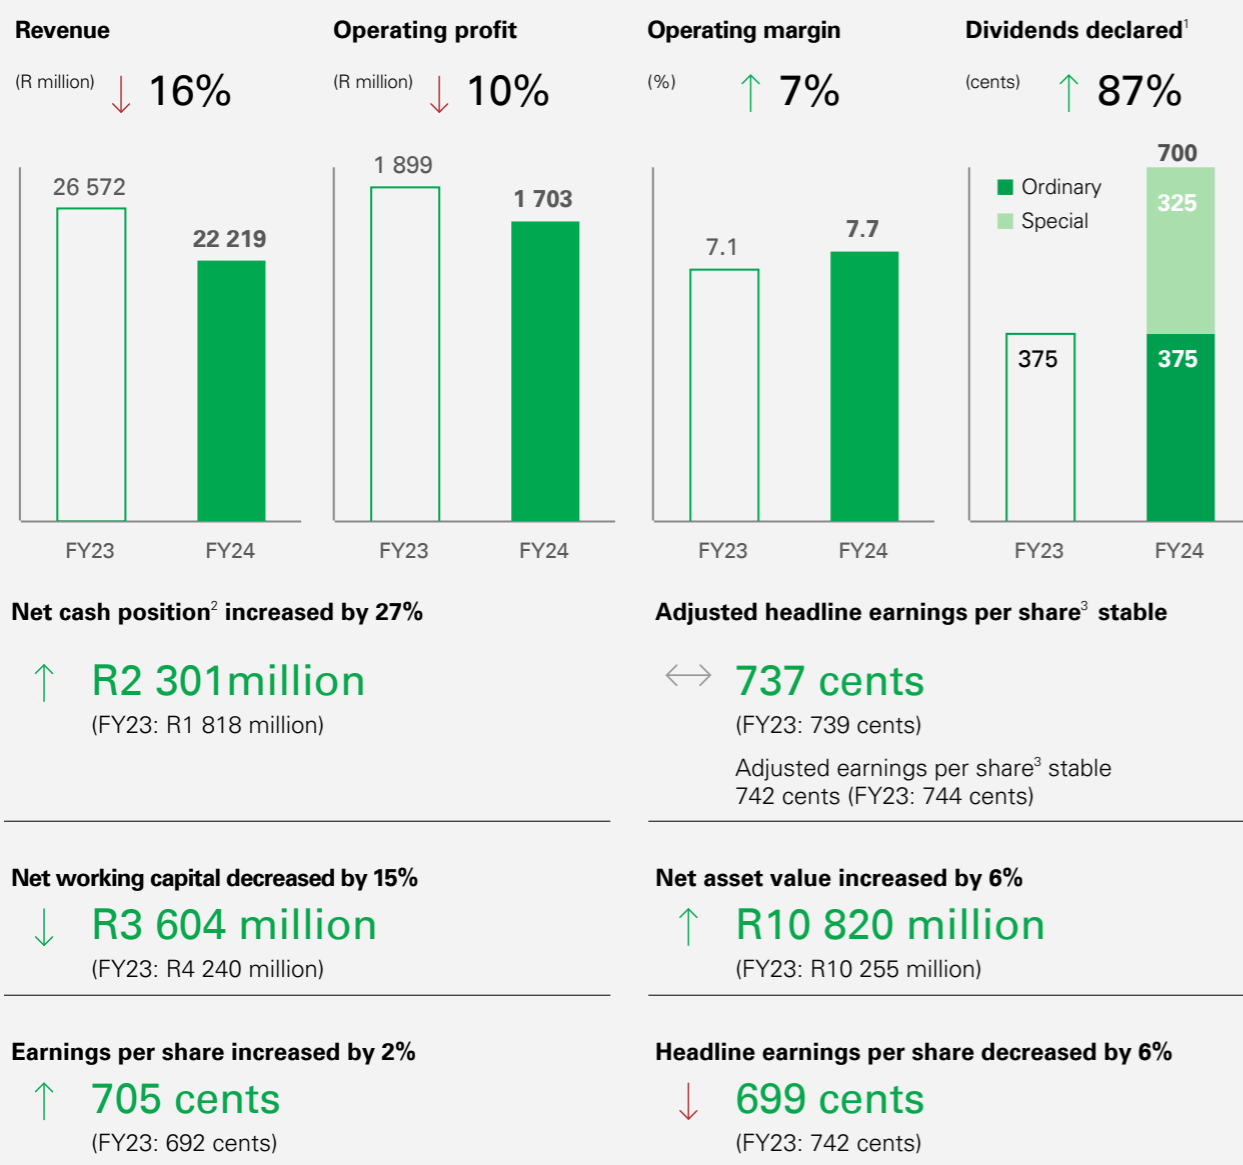 Revenue
(R million) ↓ 16%
26 572
22 219
FY23 FY24
Operating profit
(R million) ↓ 10%
1 899
1 703
FY23 FY24
Operating margin
(%) ↑ 7%
7.1
7.7
FY23 FY24
Dividends declared¹
(cents) ↑ 87%
700
Ordinary
Special
325
375
375
FY23 FY24
Net cash position² increased by 27%
↑ R2 301million
(FY23: R1 818 million)
Adjusted headline earnings per share³ stable
↔ 737 cents
(FY23: 739 cents)
Adjusted earnings per share³ stable
742 cents (FY23: 744 cents)
Net working capital decreased by 15%
↓ R3 604 million
(FY23: R4 240 million)
Net asset value increased by 6%
↑ R10 820 million
(FY23: R10 255 million)
Earnings per share increased by 2%
↑ 705 cents
(FY23: 692 cents)
Headline earnings per share decreased by 6%
↓ 699 cents
(FY23: 742 cents)